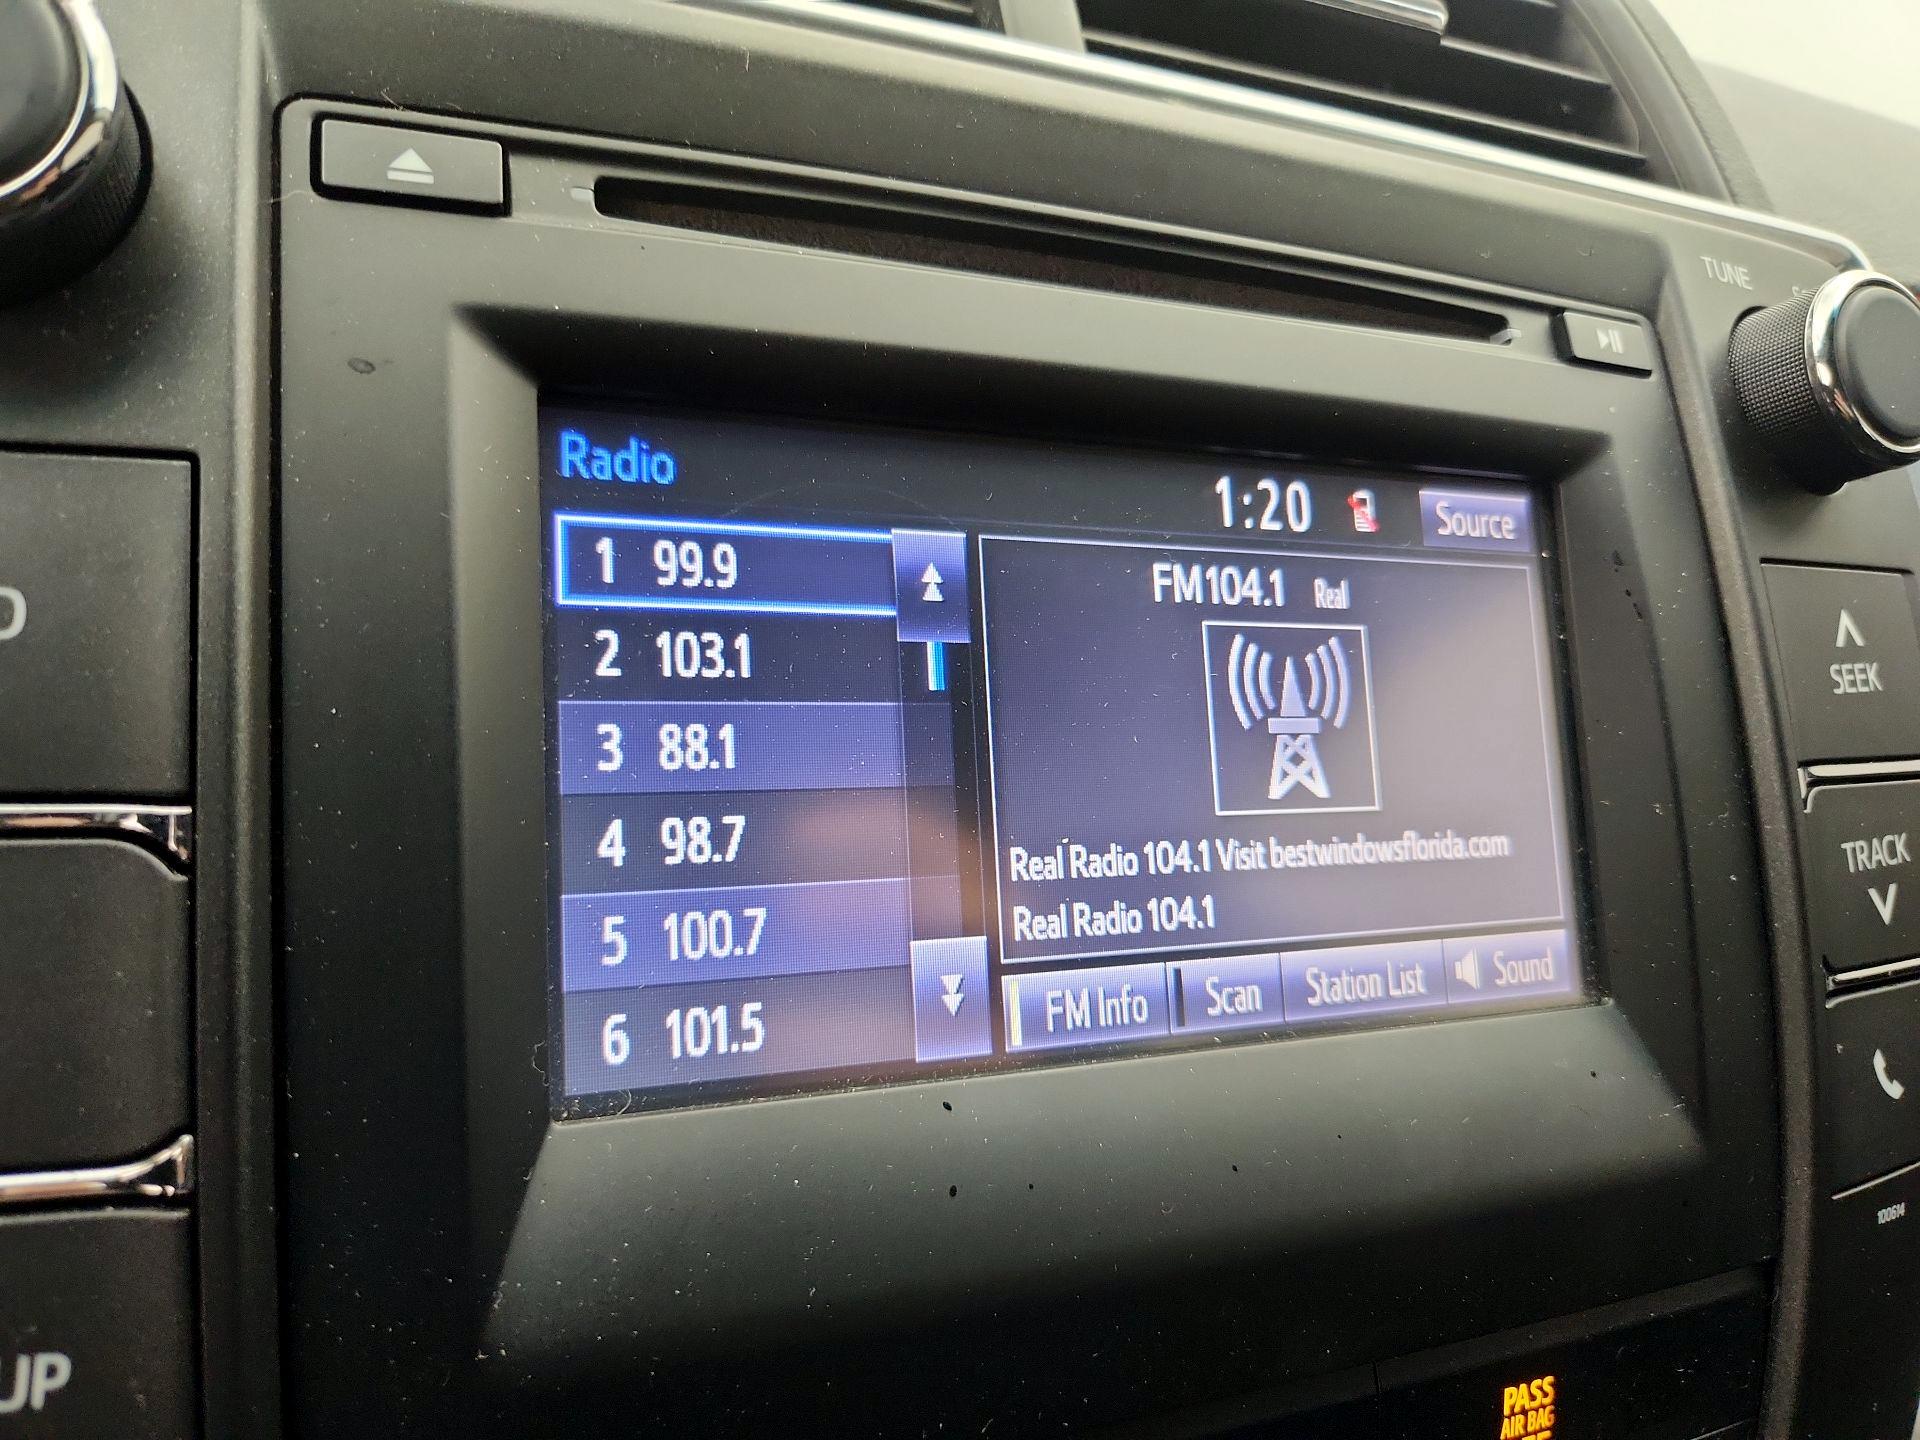 TUNE
Radio
1:20
Source
1 99.9
2 103.1
3 88.1
4 98.7
5 100.7
6 101.5
FM104.1 Real
Real Radio 104.1 Visit bestwindowsflorida.com
Real Radio 104.1
FM Info
Scan
Station List
Sound
SEEK
TRACK
100614
UP
PASS
AIR BAG